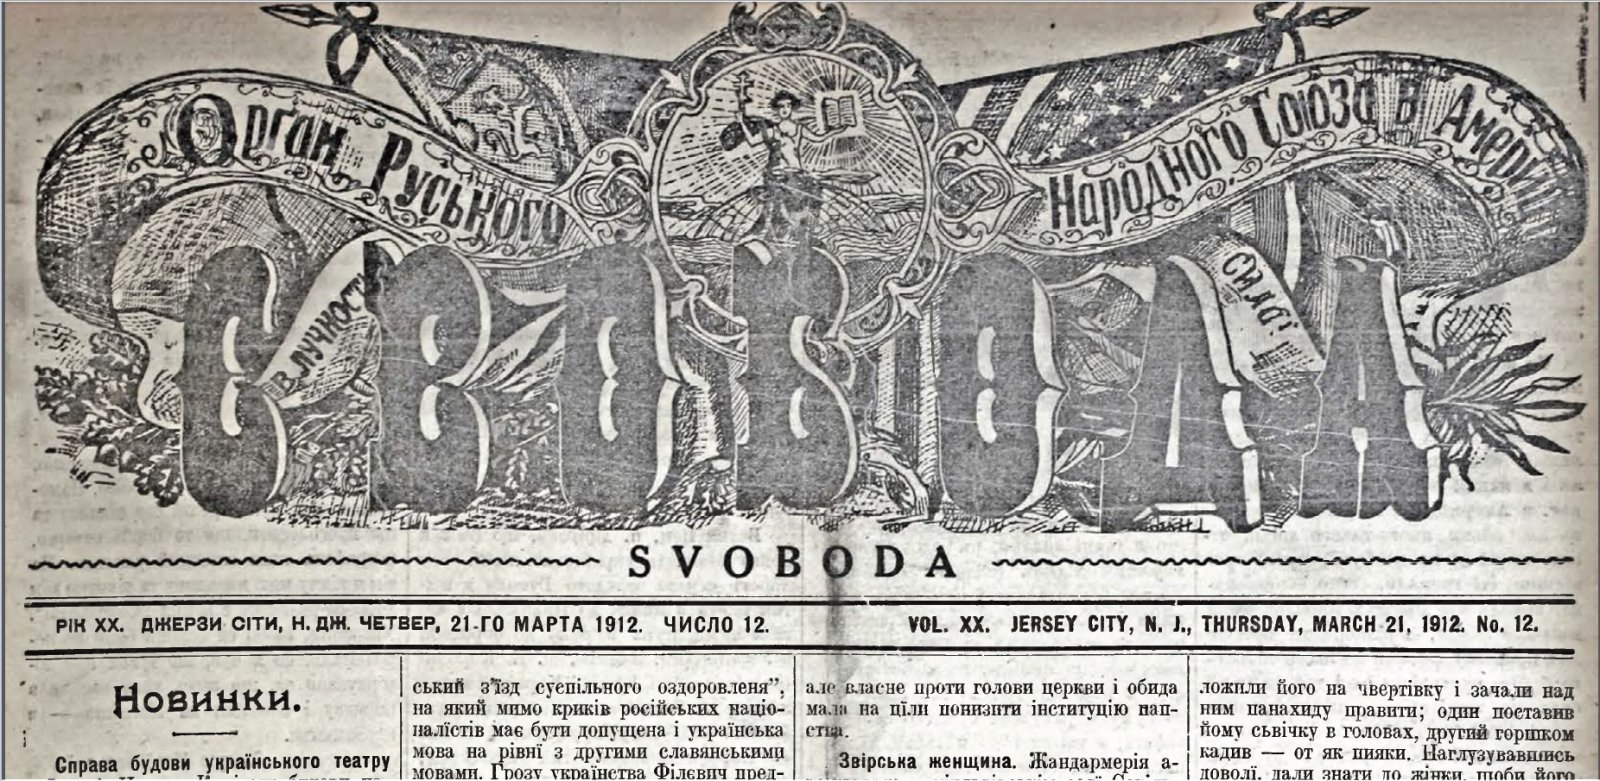 Орган Руського
Народного Союза в Америці
В ЛУЧНОСТИ
СИЛА!
СВОБОДА
SVOBODA
РІК XX. ДЖЕРЗИ СІТИ, Н. ДЖ. ЧЕТВЕР, 21-ГО МАРТА 1912. ЧИСЛО 12.
VOL. XX. JERSEY CITY, N. J., THURSDAY, MARCH 21, 1912. No. 12.
Новинки.
Справа будови українського театру
ський з'їзд суспільного оздоровленя”,
на який мимо криків російських націо-
налістів має бути допущена і українська
мова на рівні з другими славянськими
мовами. Грозу українства Філєвич пред-
але власне проти голови церкви і обида
мала на ціли понизити інституцію пап-
ства.
Звірська женщина. Жандармерія а-
ложили його на чвертівку і зачали над
ним панахиду правити; один поставив
йому сьвічку в головах, другий горшком
кадив — от як пияки. Наглузувавшись
доволї, дали знати до жінки, щоби його